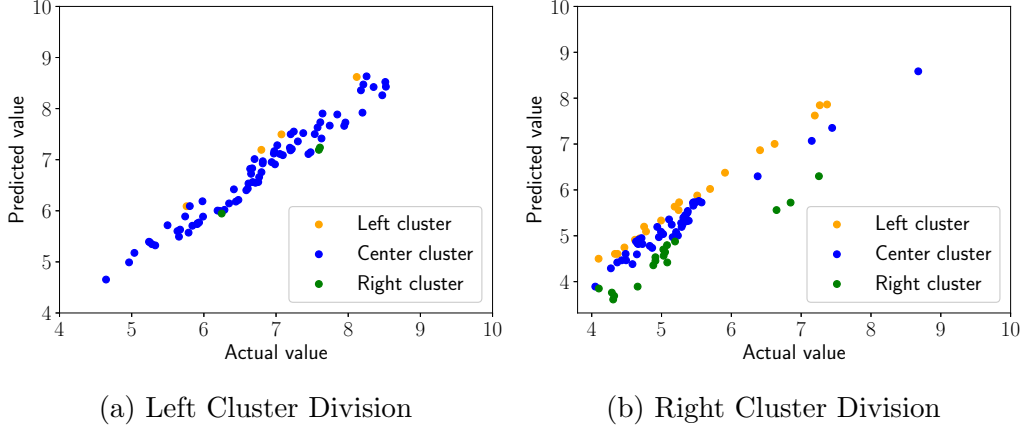 10
9
8
7
6
5
4
4
5
6
7
8
9
10
Predicted value
Actual value
Left cluster
Center cluster
Right cluster
(a) Left Cluster Division
10
9
8
7
6
5
4
4
5
6
7
8
9
10
Predicted value
Actual value
Left cluster
Center cluster
Right cluster
(b) Right Cluster Division